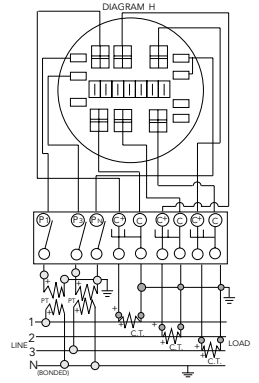 DIAGRAM H
P1 P3 PN C+ C C+ C C+ C
+ +
PT PT
+ + +
1
C.T.
2
LINE LOAD
C.T.
3
C.T.
N
(BONDED)